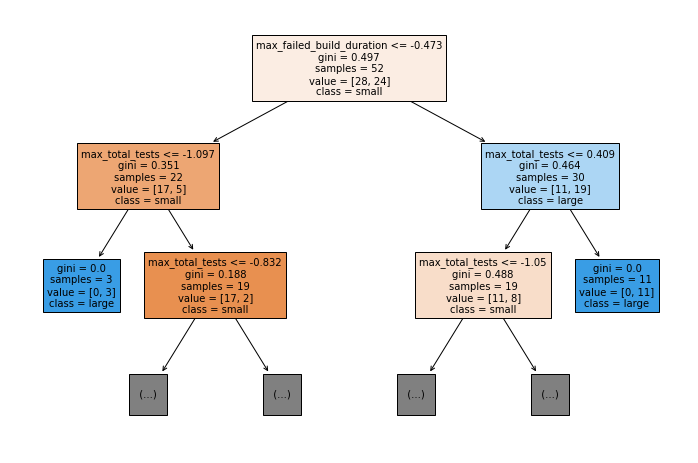 max_failed_build_duration <= -0.473
gini = 0.497
samples = 52
value = [28, 24]
class = small
max_total_tests <= -1.097
gini = 0.351
samples = 22
value = [17, 5]
class = small
max_total_tests <= 0.409
gini = 0.464
samples = 30
value = [11, 19]
class = large
gini = 0.0
samples = 3
value = [0, 3]
class = large
max_total_tests <= -0.832
gini = 0.188
samples = 19
value = [17, 2]
class = small
max_total_tests <= -1.05
gini = 0.488
samples = 19
value = [11, 8]
class = small
gini = 0.0
samples = 11
value = [0, 11]
class = large
(...)
(...)
(...)
(...)